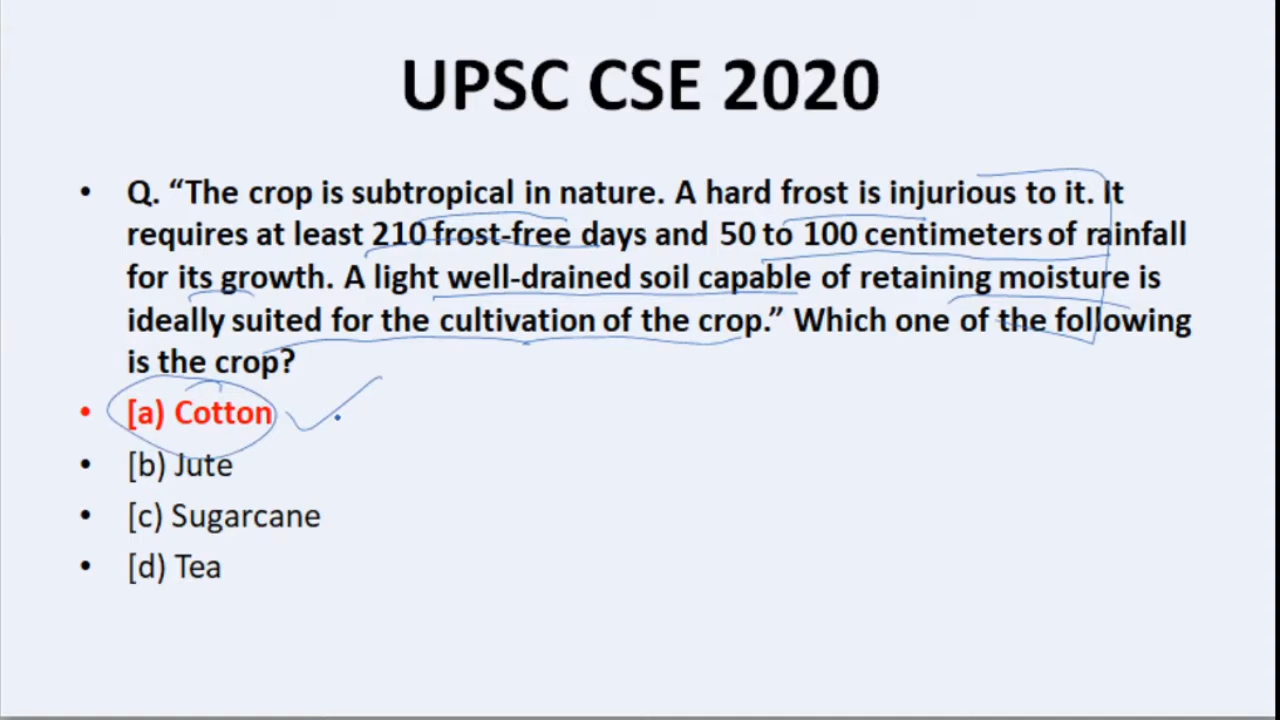 UPSC CSE 2020
• Q. “The crop is subtropical in nature. A hard frost is injurious to it. It
requires at least 210 frost-free days and 50 to 100 centimeters of rainfall
for its growth. A light well-drained soil capable of retaining moisture is
ideally suited for the cultivation of the crop.” Which one of the following
is the crop?
• [a) Cotton
• [b) Jute
• [c) Sugarcane
• [d) Tea